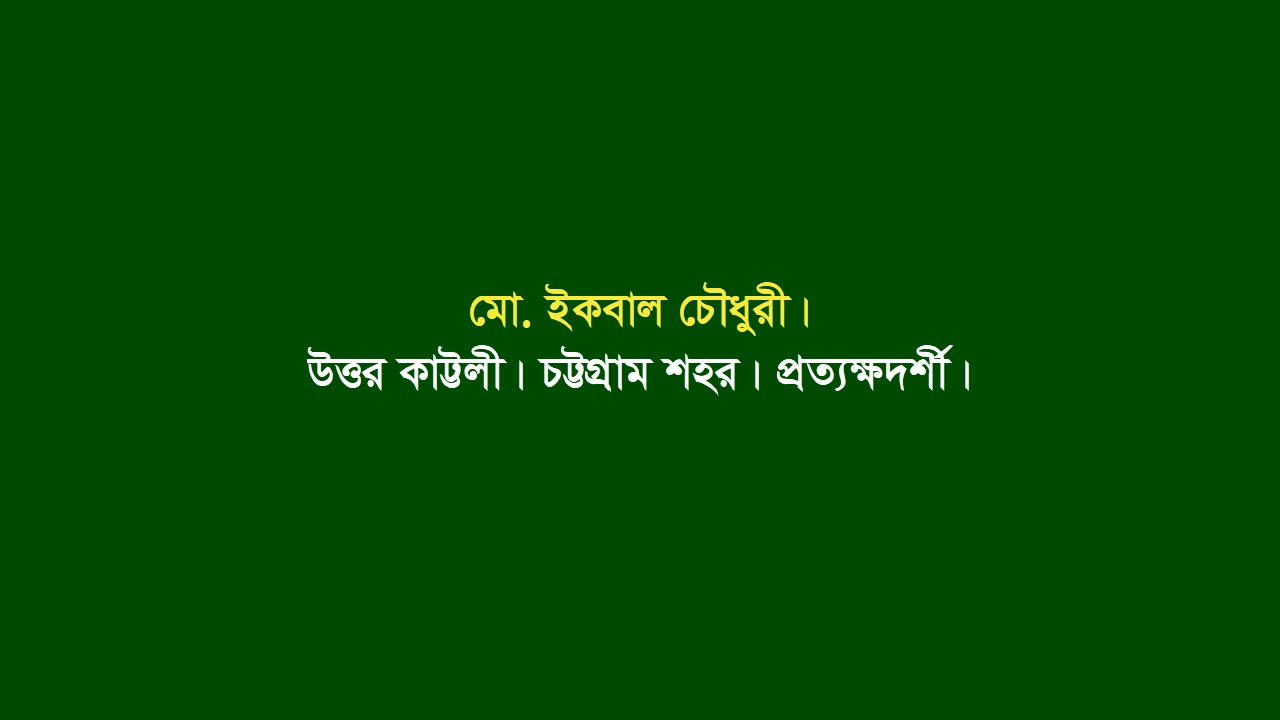 মো. ইকবাল চৌধুরী।
উত্তর কাট্টলী। চট্টগ্রাম শহর। প্রত্যক্ষদর্শী।